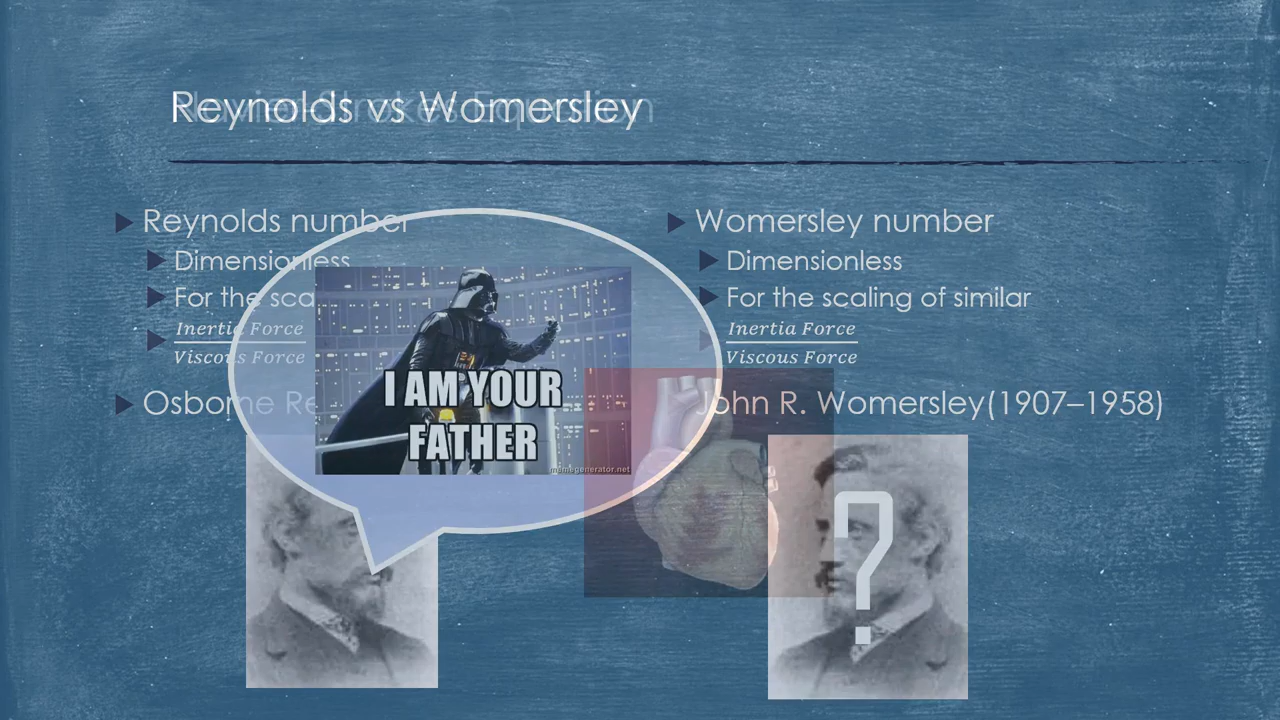 Reynolds vs Womersley
Reynolds number
Dimensionless
For the sca
Inertia Force
Viscous Force
Osborne Re
I AM YOUR
FATHER
memegenerator.net
Womersley number
Dimensionless
For the scaling of similar
Inertia Force
Viscous Force
John R. Womersley(1907–1958)
?